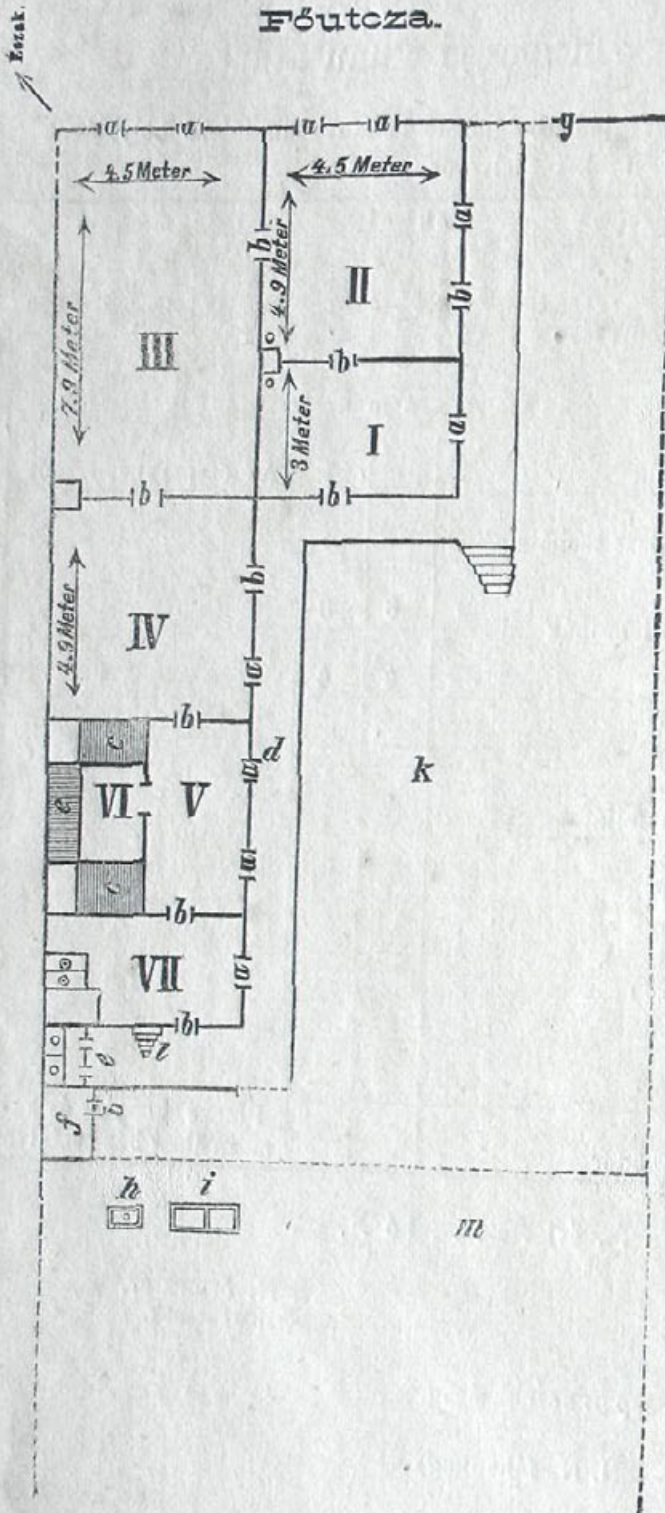 Főutcza.
Észak.
a a a a g
4.5 Meter 4.5 Meter
a
b
4.9 Meter
II
b
7.9 Meter
III
b
3 Meter
I
a
b b
b
4.9 Meter
IV
a
b
c d
a
k
e VI V
c a
b
VII a
b
e l
f b
h i
m